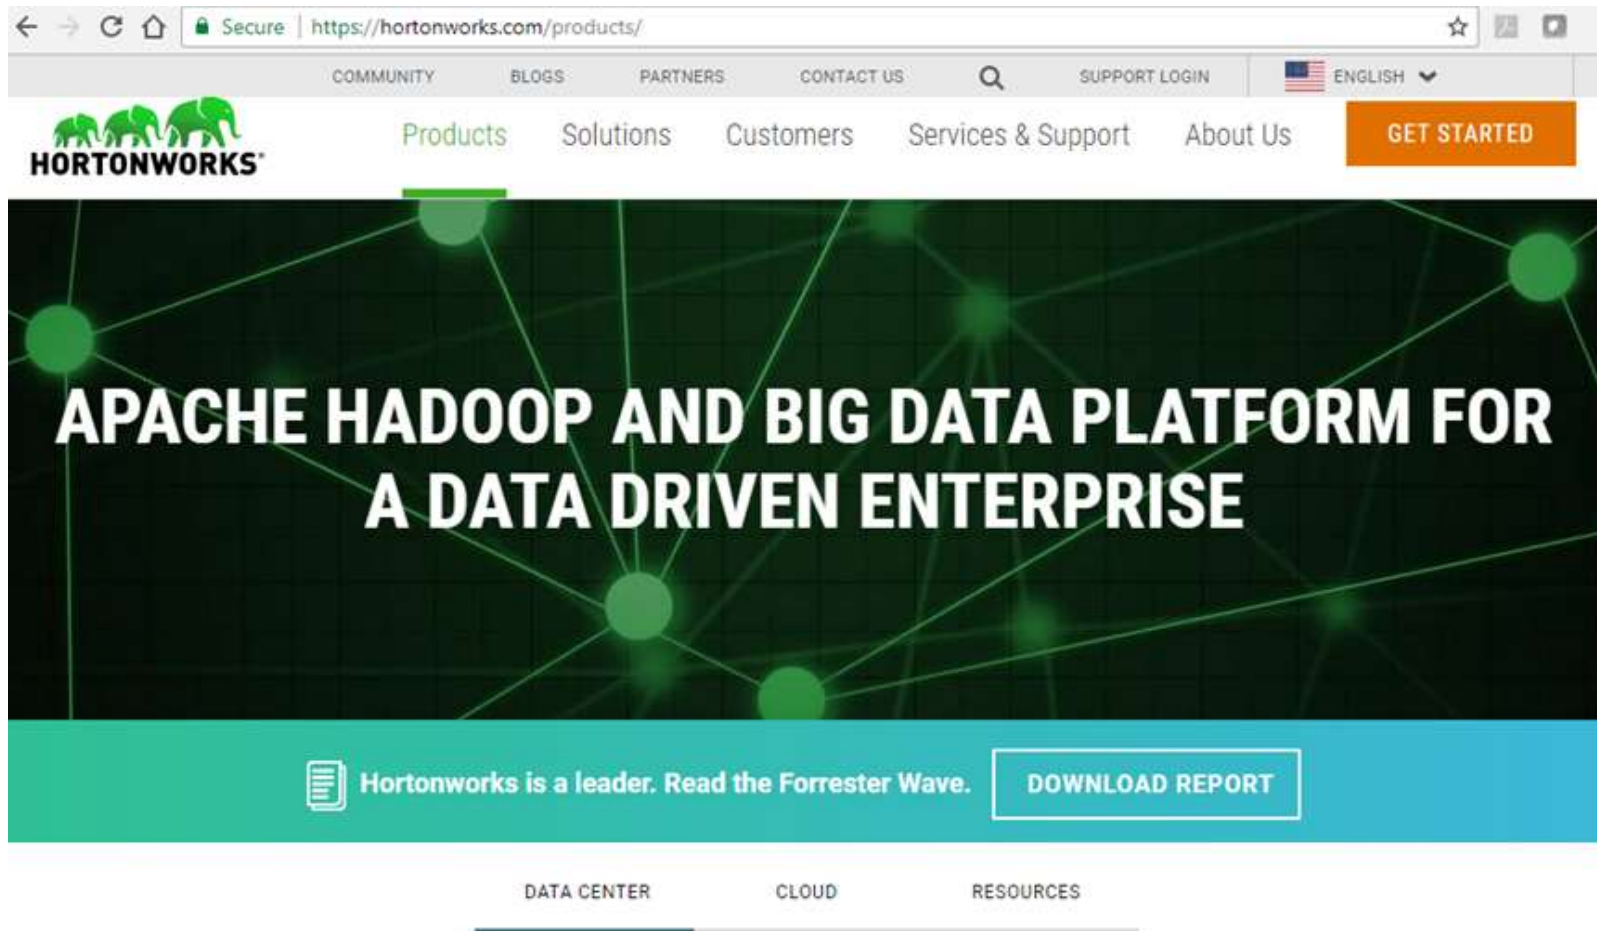 Secure https://hortonworks.com/products/
COMMUNITY BLOGS PARTNERS CONTACT US SUPPORT LOGIN ENGLISH
HORTONWORKS
Products Solutions Customers Services & Support About Us GET STARTED
APACHE HADOOP AND BIG DATA PLATFORM FOR
A DATA DRIVEN ENTERPRISE
Hortonworks is a leader. Read the Forrester Wave. DOWNLOAD REPORT
DATA CENTER CLOUD RESOURCES